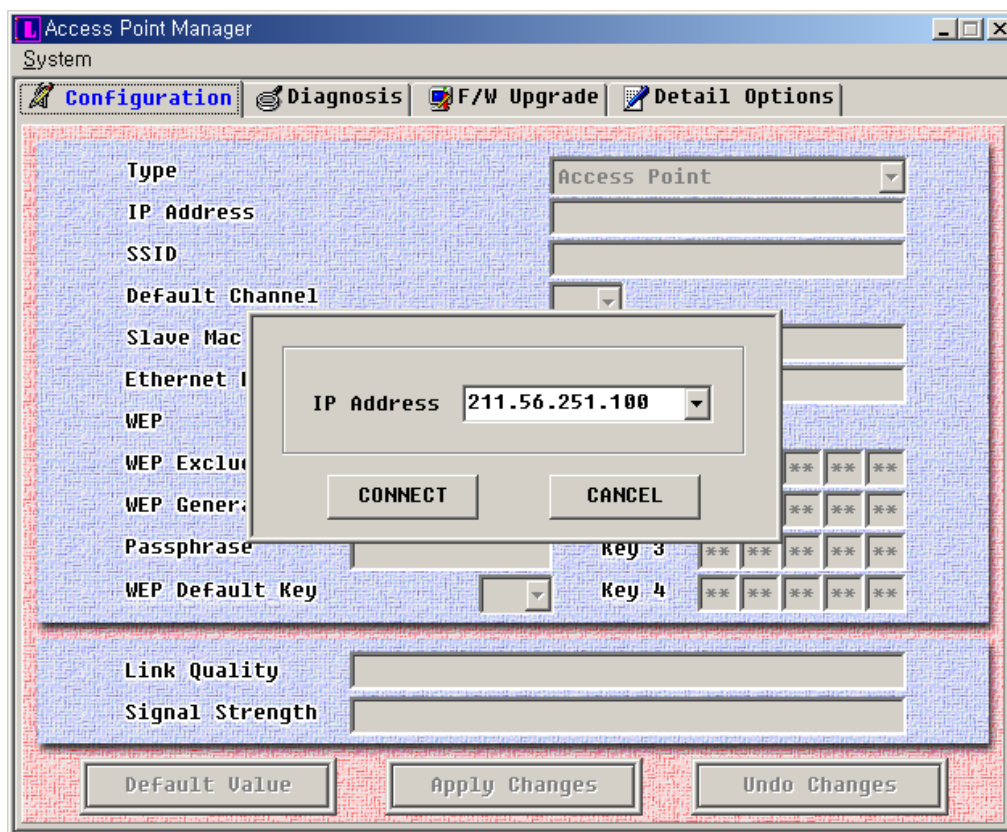 Access Point Manager
System
Configuration Diagnosis F/W Upgrade Detail Options
Type Access Point
IP Address
SSID
Default Channel
Slave Mac
Ethernet
WEP
WEP ** ** **
WEP ** ** **
Passphrase Key 3 ** ** ** ** **
WEP Default Key Key 4 ** ** ** ** **
IP Address 211.56.251.100
CONNECT CANCEL
Link Quality
Signal Strength
Default Value Apply Changes Undo Changes